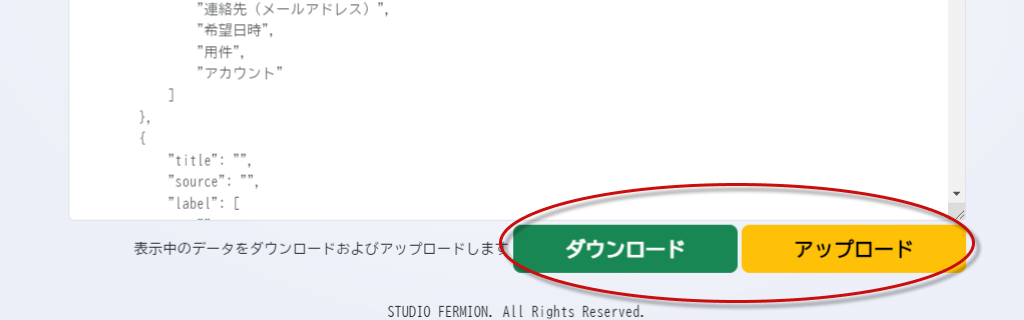 "連絡先（メールアドレス）",
"希望日時",
"用件",
"アカウント"
]
},
{
"title": "",
"source": "",
"label": [
表示中のデータをダウンロードおよびアップロードします
ダウンロード
アップロード
STUDIO FERMION. All Rights Reserved.